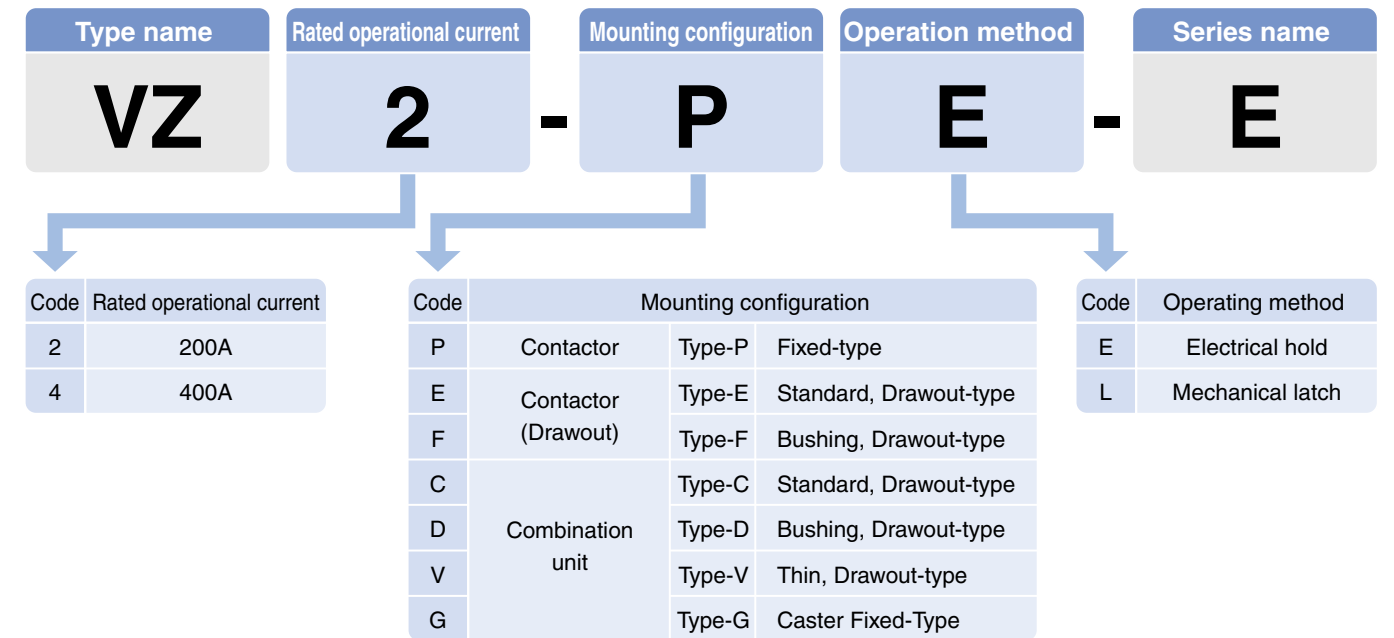 Type name Rated operational current Mounting configuration Operation method Series name
VZ 2 - P E - E
Code Rated operational current
2 200A
4 400A
Code Mounting configuration
P Contactor Type-P Fixed-type
E Contactor (Drawout) Type-E Standard, Drawout-type
F Type-F Bushing, Drawout-type
C Combination unit Type-C Standard, Drawout-type
D Type-D Bushing, Drawout-type
V Type-V Thin, Drawout-type
G Type-G Caster Fixed-Type
Code Operating method
E Electrical hold
L Mechanical latch